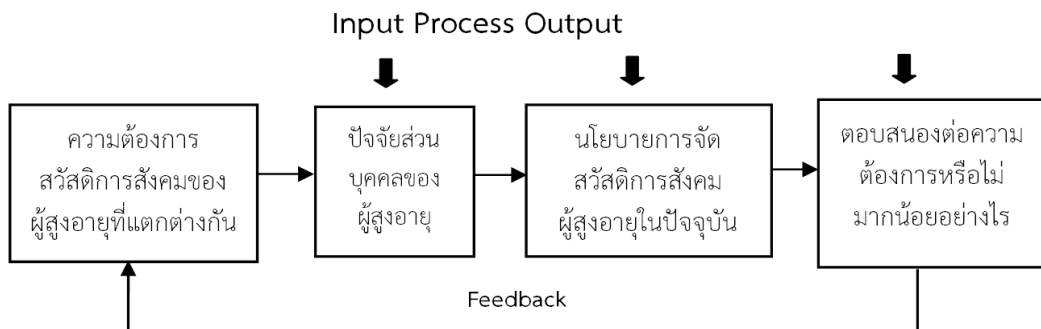 Input Process Output
ความต้องการ
สวัสดิการสังคมของ
ผู้สูงอายุที่แตกต่างกัน
ปัจจัยส่วน
บุคคลของ
ผู้สูงอายุ
นโยบายการจัด
สวัสดิการสังคม
ผู้สูงอายุในปัจจุบัน
ตอบสนองต่อความ
ต้องการหรือไม่
มากน้อยอย่างไร
Feedback